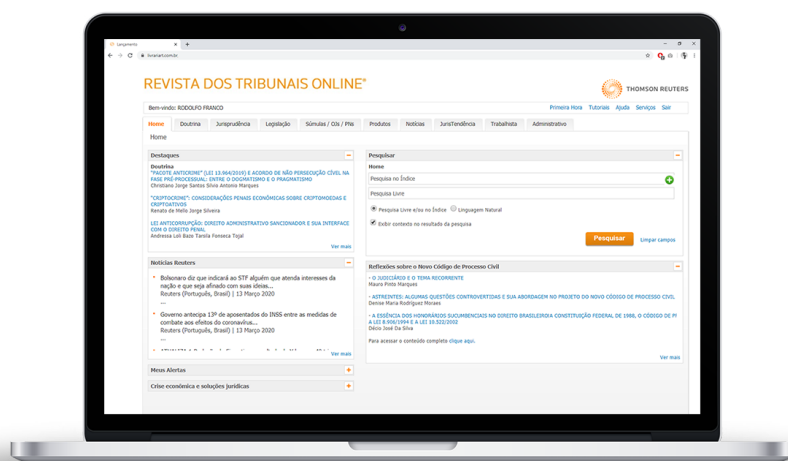 Lançamento
livrariart.com.br
REVISTA DOS TRIBUNAIS ONLINE
THOMSON REUTERS
Bem-vindo: RODOLFO FRANCO
Primeira Hora Tutoriais Ajuda Serviços Sair
Home Doutrina Jurisprudência Legislação Súmulas / OJs / PNs Produtos Notícias JurisTendência Trabalhista Administrativo
Home
Destaques
Doutrina
"PACOTE ANTICRIME" (LEI 13.964/2019) E ACORDO DE NÃO PERSECUÇÃO CÍVEL NA
FASE PRÉ-PROCESSUAL: ENTRE O DOGMATISMO E O PRAGMATISMO
Christiano Jorge Santos Silvio Antonio Marques
"CRIPTOCRIME": CONSIDERAÇÕES PENAIS ECONÔMICAS SOBRE CRIPTOMOEDAS E
CRIPTOATIVOS
Renato de Mello Jorge Silveira
LEI ANTICORRUPÇÃO: DIREITO ADMINISTRATIVO SANCIONADOR E SUA INTERFACE
COM O DIREITO PENAL
Andressa Loli Bazo Tarsila Fonseca Tojal
Ver mais
Notícias Reuters
Bolsonaro diz que indicará ao STF alguém que atenda interesses da
nação e que seja afinado com suas ideias...
Reuters (Português, Brasil) | 13 Março 2020
...
Governo antecipa 13º de aposentados do INSS entre as medidas de
combate aos efeitos do coronavírus...
Reuters (Português, Brasil) | 13 Março 2020
...
Ver mais
Meus Alertas
Crise econômica e soluções jurídicas
Pesquisar
Home
Pesquisa no Índice
Pesquisa Livre
Pesquisa Livre e/ou no Índice Linguagem Natural
Exibir contexto no resultado da pesquisa
Pesquisar Limpar campos
Reflexões sobre o Novo Código de Processo Civil
- O JUDICIÁRIO E O TEMA RECORRENTE
Mauro Pinto Marques
- ASTREINTES: ALGUMAS QUESTÕES CONTROVERTIDAS E SUA ABORDAGEM NO PROJETO DO NOVO CÓDIGO DE PROCESSO CIVIL
Denise Maria Rodríguez Moraes
- A ESSÊNCIA DOS HONORÁRIOS SUCUMBENCIAIS NO DIREITO BRASILEIRO/A CONSTITUIÇÃO FEDERAL DE 1988, O CÓDIGO DE
A LEI 8.906/1994 E A LEI 10.522/2002
Décio José Da Silva
Para acessar o conteúdo completo clique aqui.
Ver mais